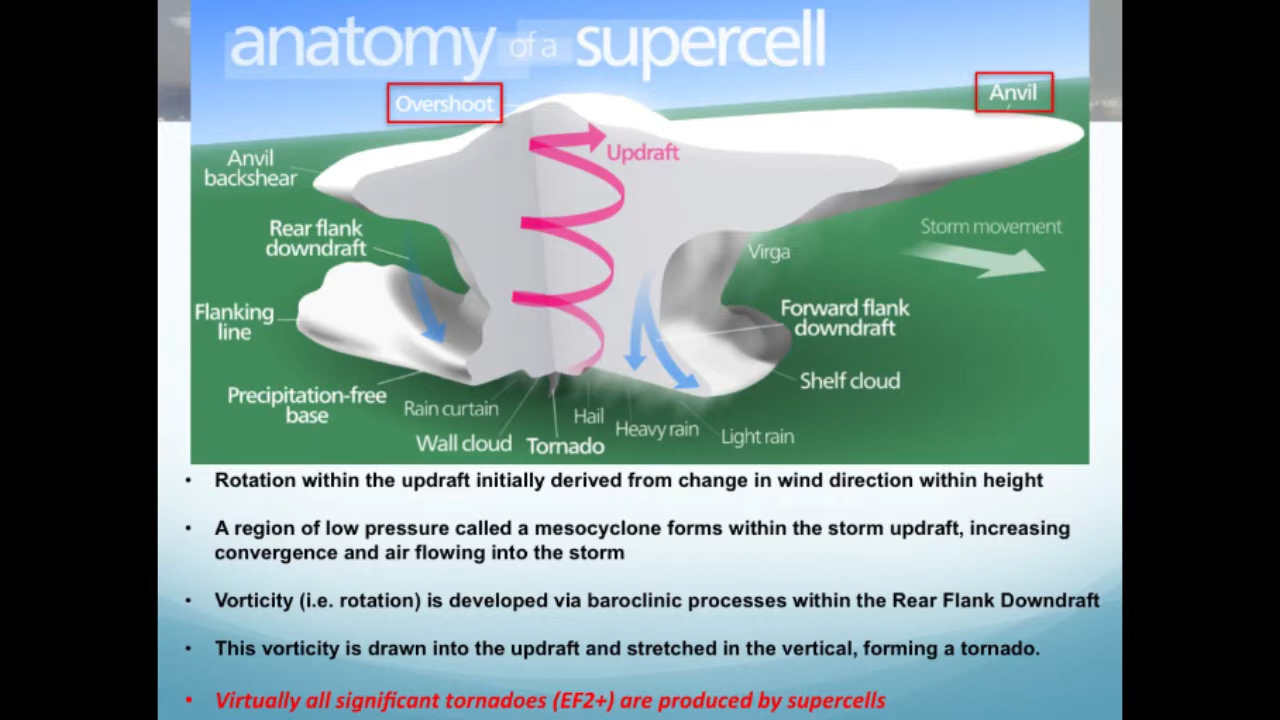 anatomy of a supercell
Overshoot
Anvil
Updraft
Anvil
backshear
Rear flank
downdraft
Storm movement
Virga
Flanking
line
Forward flank
downdraft
Shelf cloud
Precipitation-free
base
Rain curtain
Hail
Heavy rain
Light rain
Wall cloud
Tornado
• Rotation within the updraft initially derived from change in wind direction within height
• A region of low pressure called a mesocyclone forms within the storm updraft, increasing
convergence and air flowing into the storm
• Vorticity (i.e. rotation) is developed via baroclinic processes within the Rear Flank Downdraft
• This vorticity is drawn into the updraft and stretched in the vertical, forming a tornado.
• Virtually all significant tornadoes (EF2+) are produced by supercells